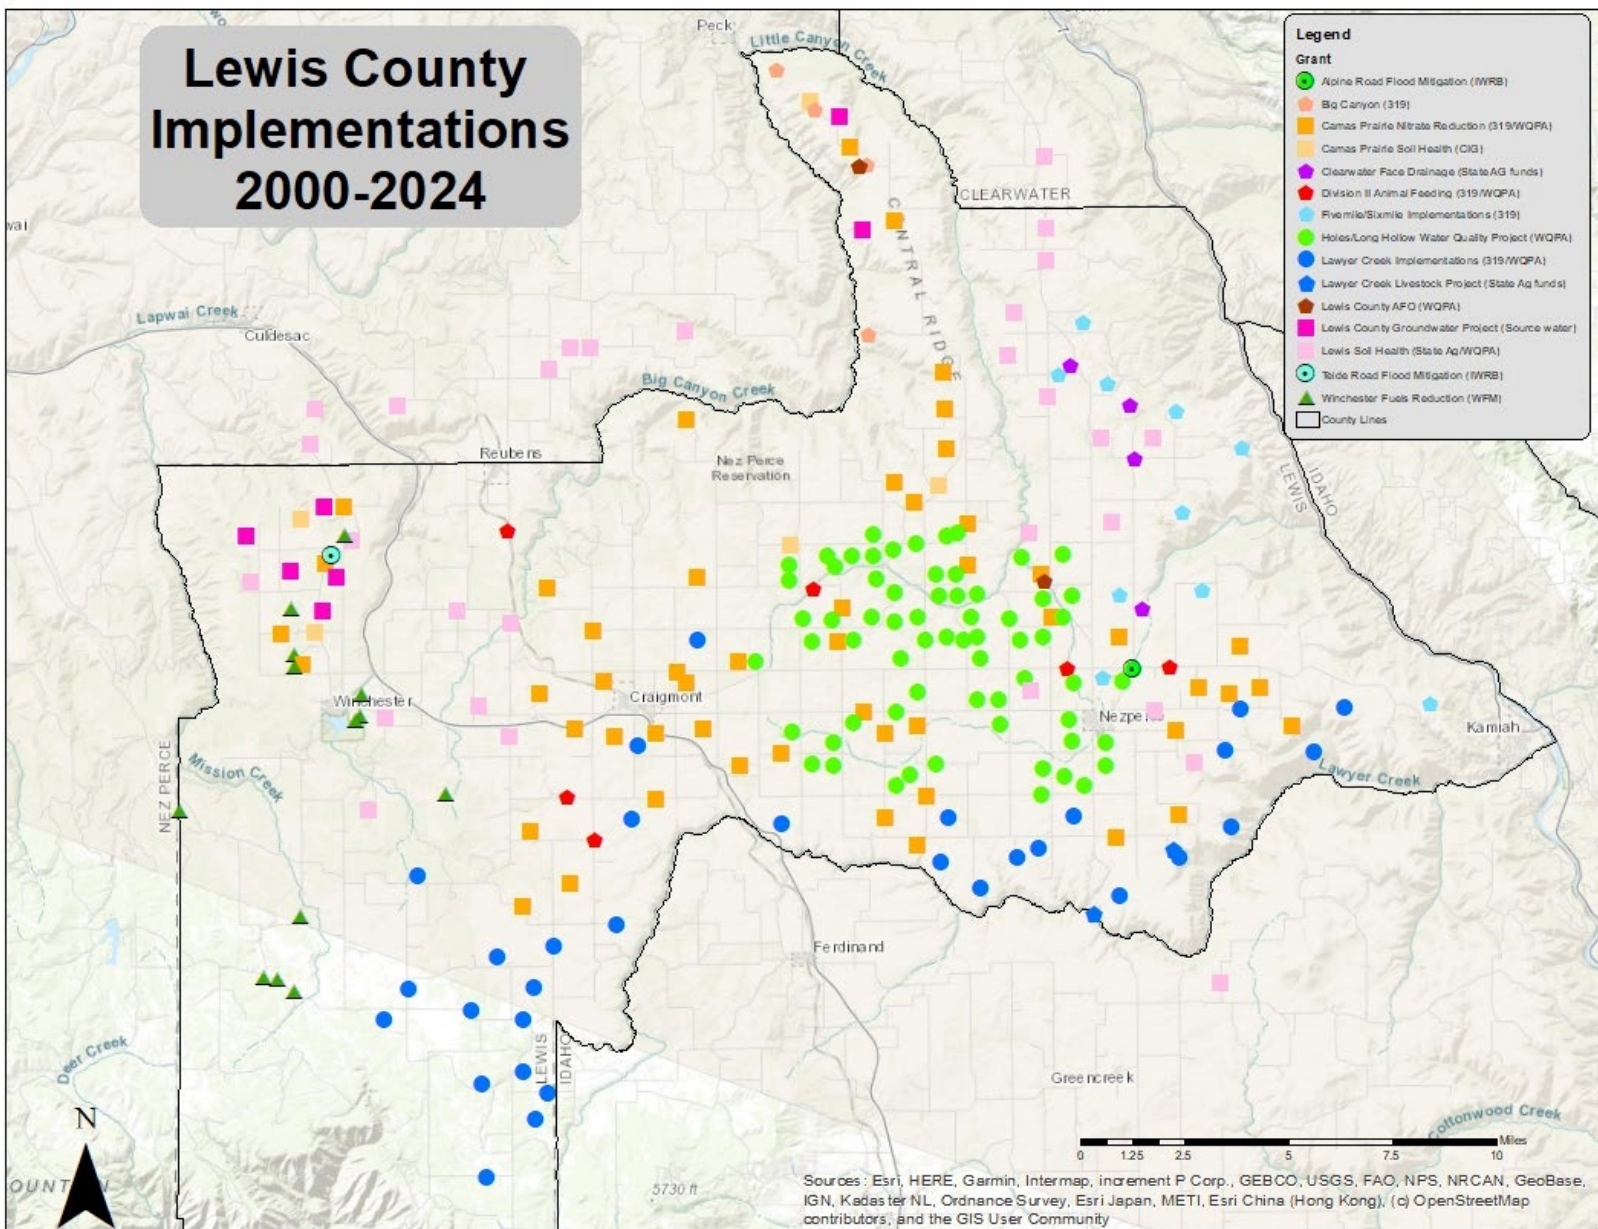 Lewis County
Implementations
2000-2024
Legend
Grant
Alpine Road Flood Mitigation (IWRB)
Big Canyon (319)
Camas Prairie Nitrate Reduction (319/WQPA)
Camas Prairie Soil Health (CIG)
Clearwater Face Drainage (State AG funds)
Division II Animal Feeding (319/WQPA)
Fivemile/Sixmile Implementations (319)
Holes/Long Hollow Water Quality Project (WQPA)
Lawyer Creek Implementations (319/WQPA)
Lawyer Creek Livestock Project (State Ag funds)
Lewis County AFO (WQPA)
Lewis County Groundwater Project (Source water)
Lewis Soil Health (State Ag/WQPA)
Teide Road Flood Mitigation (IWRB)
Winchester Fuels Reduction (WFM)
County Lines
Peck
Little Canyon Creek
CLEARWATER
CENTRAL RIDGE
wai
Lapwai Creek
Culdesac
Big Canyon Creek
Reubens
Nez Perce
Reservation
LEWIS
IDAHO
Winchester
Craigmont
Nezperce
Kamiah
NEZ PERCE
Mission Creek
Lawyer Creek
Ferdinand
LEWIS
IDAHO
Deer Creek
Greencreek
Cottonwood Creek
N
OUNTAIN
5730 ft
Miles
0 1.25 2.5 5 7.5 10
Sources: Esri, HERE, Garmin, Intermap, increment P Corp., GEBCO, USGS, FAO, NPS, NRCAN, GeoBase,
IGN, Kadaster NL, Ordnance Survey, Esri Japan, METI, Esri China (Hong Kong), (c) OpenStreetMap
contributors, and the GIS User Community